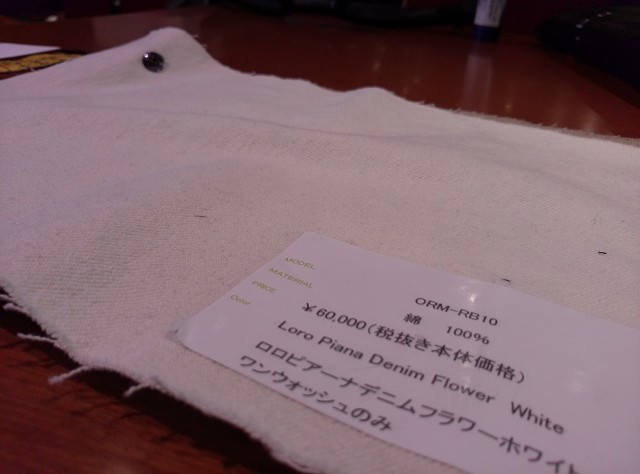 MODEL ORM-RB10
MATERIAL 綿 100%
PRICE ¥60,000(税抜き本体価格)
Color Loro Piana Denim Flower White
ロロピアーナデニムフラワーホワイト
ワンウォッシュのみ